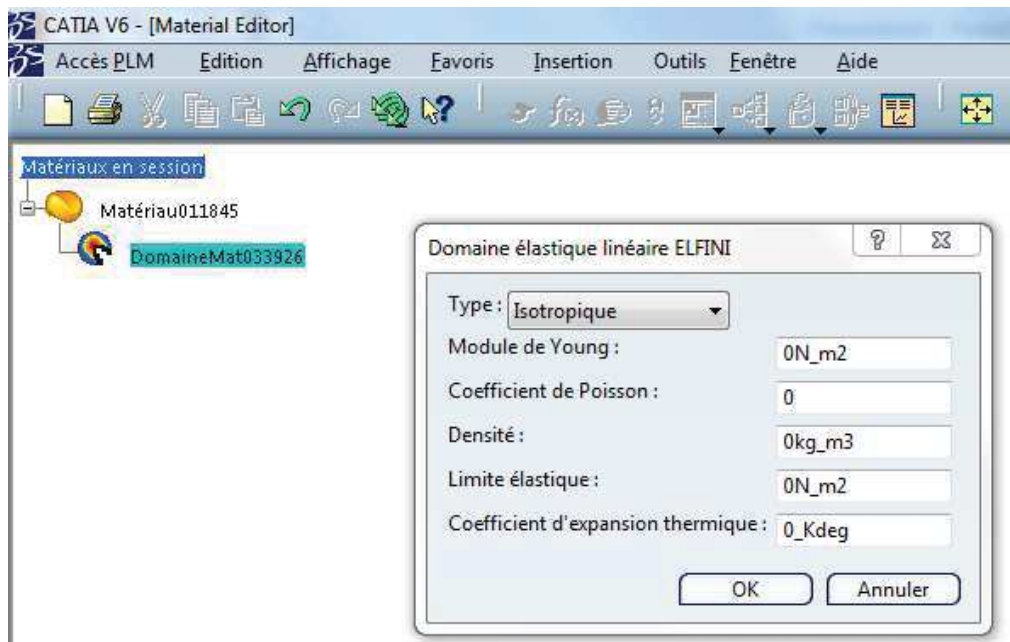 CATIA V6 - [Material Editor]
Accès PLM Edition Affichage Favoris Insertion Outils Fenêtre Aide
Matériaux en session
Matériau011845
DomaineMat033926
Domaine élastique linéaire ELFINI
Type : Isotropique
Module de Young : 0N_m2
Coefficient de Poisson : 0
Densité : 0kg_m3
Limite élastique : 0N_m2
Coefficient d'expansion thermique : 0_Kdeg
OK Annuler